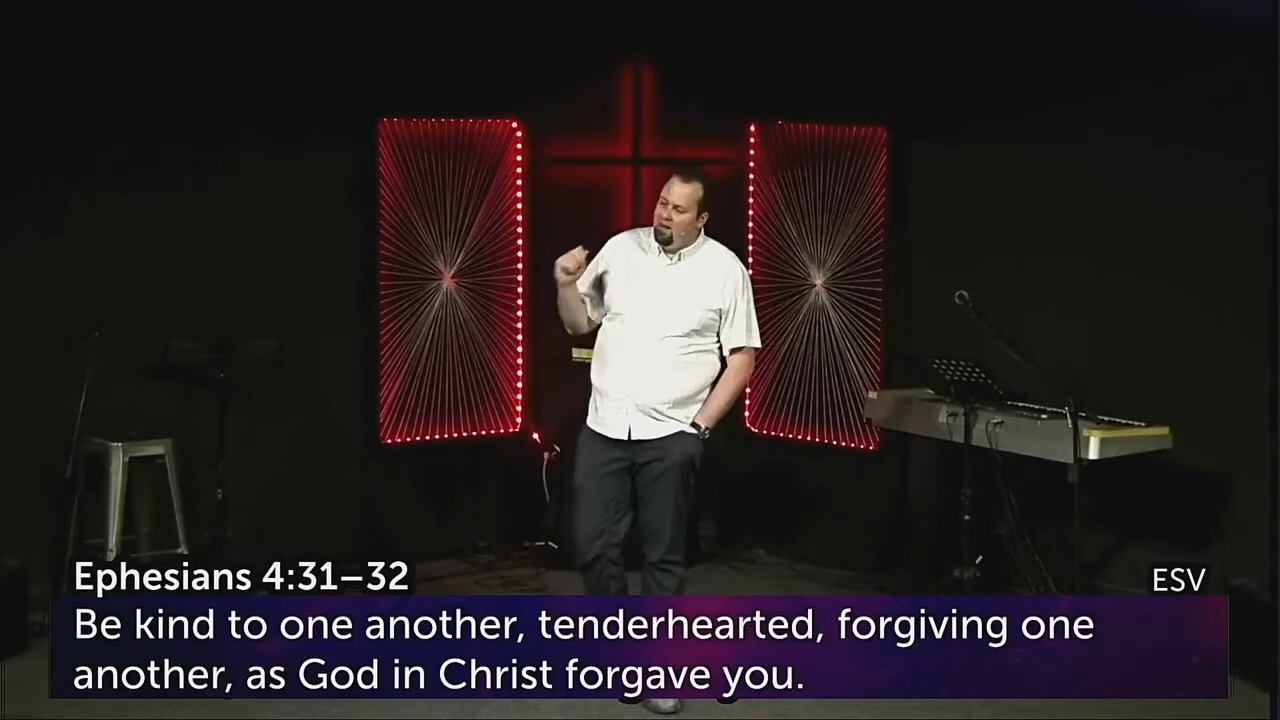 Ephesians 4:31–32
ESV
Be kind to one another, tenderhearted, forgiving one
another, as God in Christ forgave you.